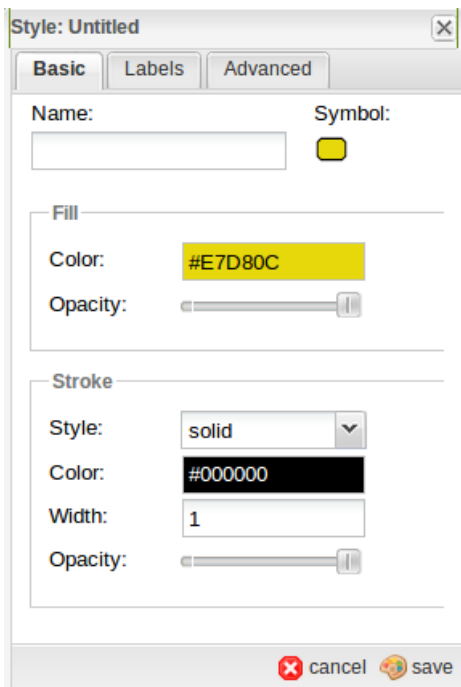 Style: Untitled
Basic Labels Advanced
Name: Symbol:
Fill
Color: #E7D80C
Opacity:
Stroke
Style: solid
Color: #000000
Width: 1
Opacity:
cancel save